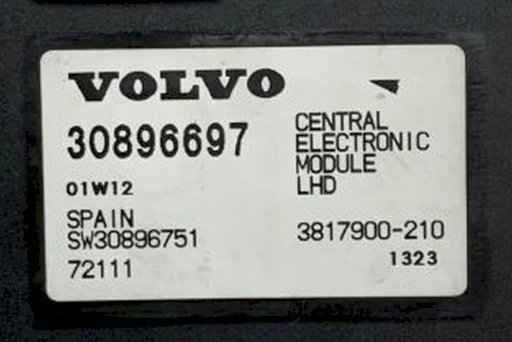 VOLVO
30896697
CENTRAL
ELECTRONIC
MODULE
LHD
01W12
SPAIN
SW30896751
3817900-210
72111
1323